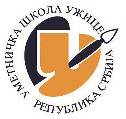 УМЕТНИЧКА ШКОЛА УЖИЦЕ
РЕПУБЛИКА СРБИЈА